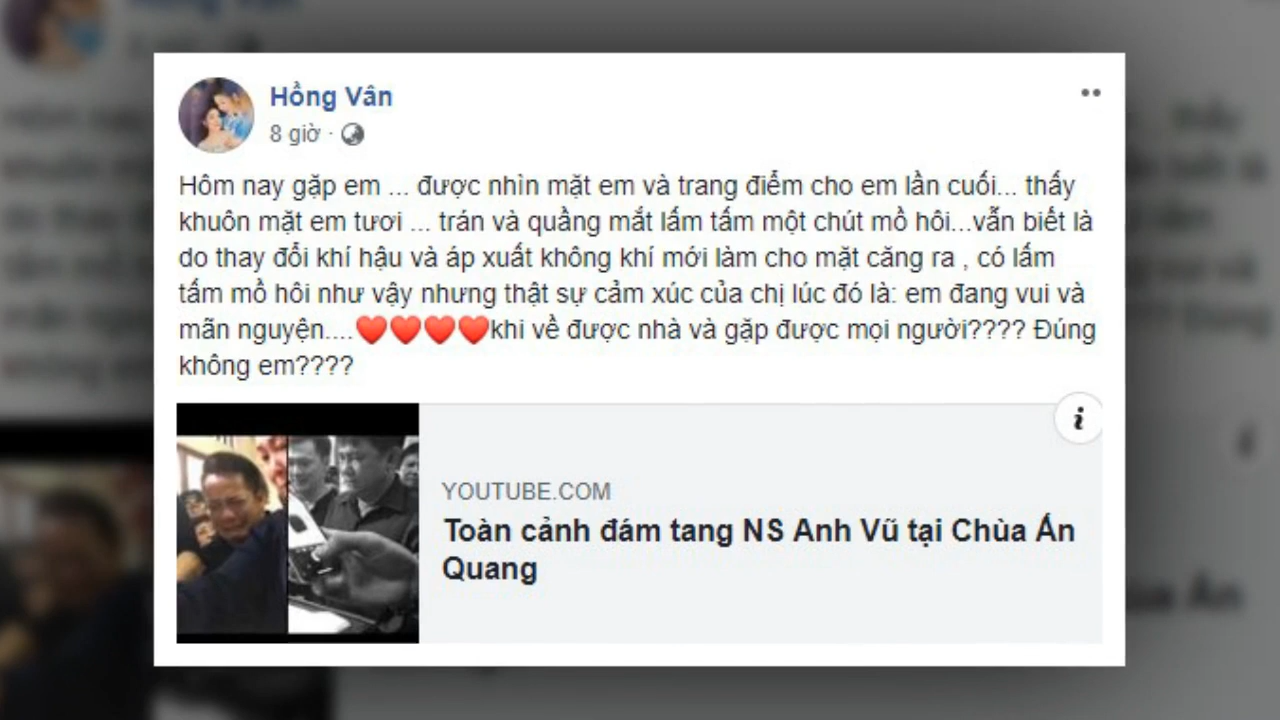 Hồng Vân
8 giờ ·
Hôm nay gặp em ... được nhìn mặt em và trang điểm cho em lần cuối... thấy
khuôn mặt em tươi ... trán và quầng mắt lấm tấm một chút mồ hôi...vẫn biết là
do thay đổi khí hậu và áp xuất không khí mới làm cho mặt căng ra , có lấm
tấm mồ hôi như vậy nhưng thật sự cảm xúc của chị lúc đó là: em đang vui và
mãn nguyện....❤❤❤❤khi về được nhà và gặp được mọi người???? Đúng
không em????
i
YOUTUBE.COM
Toàn cảnh đám tang NS Anh Vũ tại Chùa Ấn
Quang